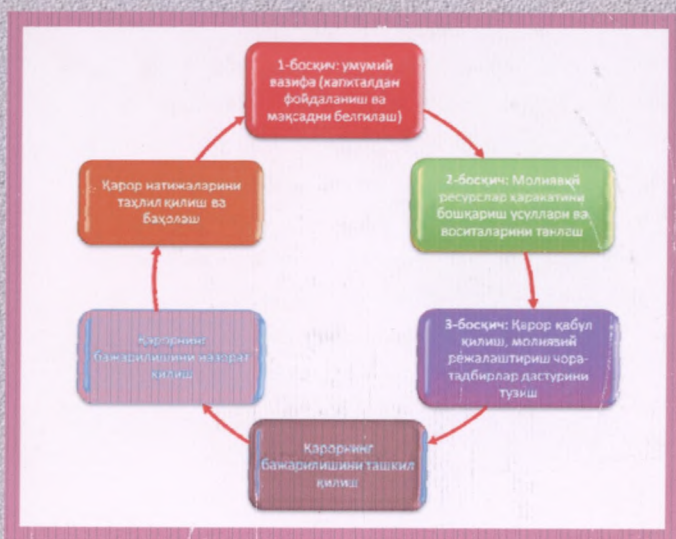 1-босқич: умумий
вазифа (капиталдан
фойдаланиш ва
мақсадни белгилаш)
2-босқич: Молиявий
ресурслар ҳаракатини
бошқариш усуллари ва
воситаларини танлаш
3-босқич: Қарор қабул
қилиш, молиявий
режалаштириш чора-
тадбирлар дастурини
тузиш
Қарорнинг
бажарилишини ташкил
қилиш
Қарорнинг
бажарилишини назорат
қилиш
Қарор натижаларини
таҳлил қилиш ва
баҳолаш